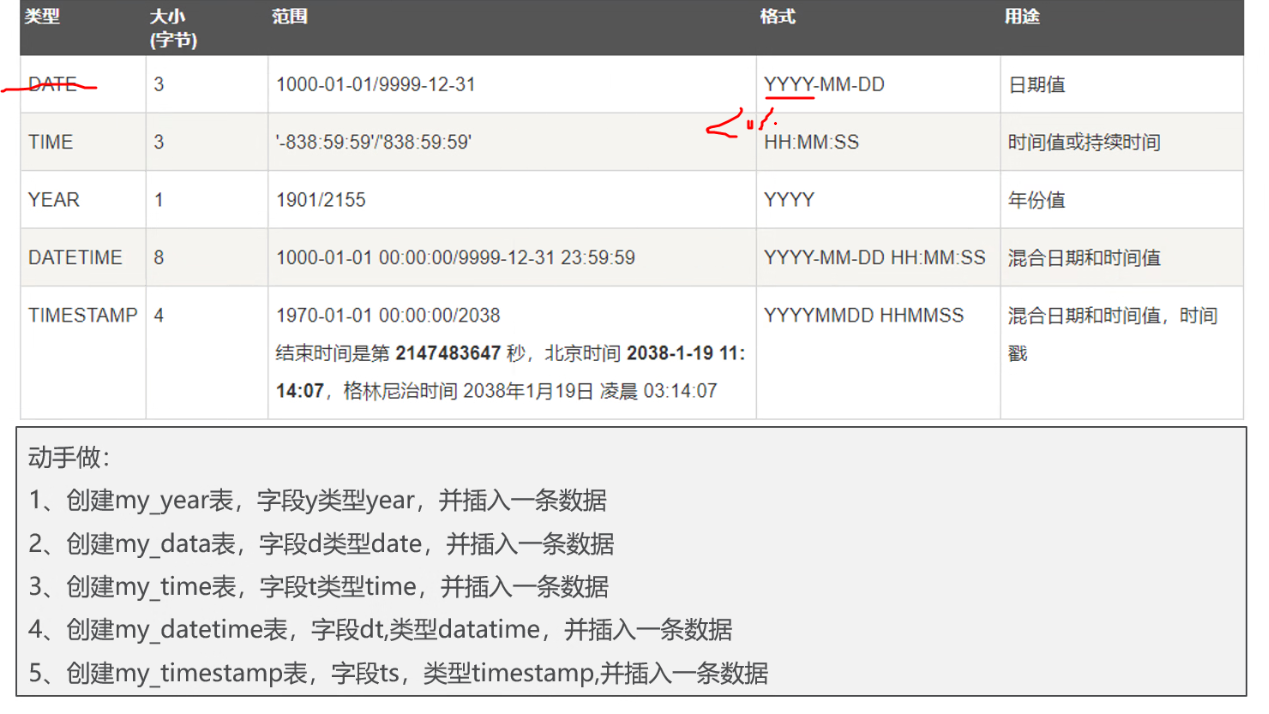 类型 大小 范围 格式 用途
(字节)
DATE 3 1000-01-01/9999-12-31 YYYY-MM-DD 日期值
TIME 3 '-838:59:59'/'838:59:59' HH:MM:SS 时间值或持续时间
YEAR 1 1901/2155 YYYY 年份值
DATETIME 8 1000-01-01 00:00:00/9999-12-31 23:59:59 YYYY-MM-DD HH:MM:SS 混合日期和时间值
TIMESTAMP 4 1970-01-01 00:00:00/2038 YYYYMMDD HHMMSS 混合日期和时间值，时间
结束时间是第 2147483647 秒，北京时间 2038-1-19 11: 戳
14:07，格林尼治时间 2038年1月19日 凌晨 03:14:07
动手做：
1、创建my_year表，字段y类型year，并插入一条数据
2、创建my_data表，字段d类型date，并插入一条数据
3、创建my_time表，字段t类型time，并插入一条数据
4、创建my_datetime表，字段dt,类型datatime，并插入一条数据
5、创建my_timestamp表，字段ts，类型timestamp,并插入一条数据